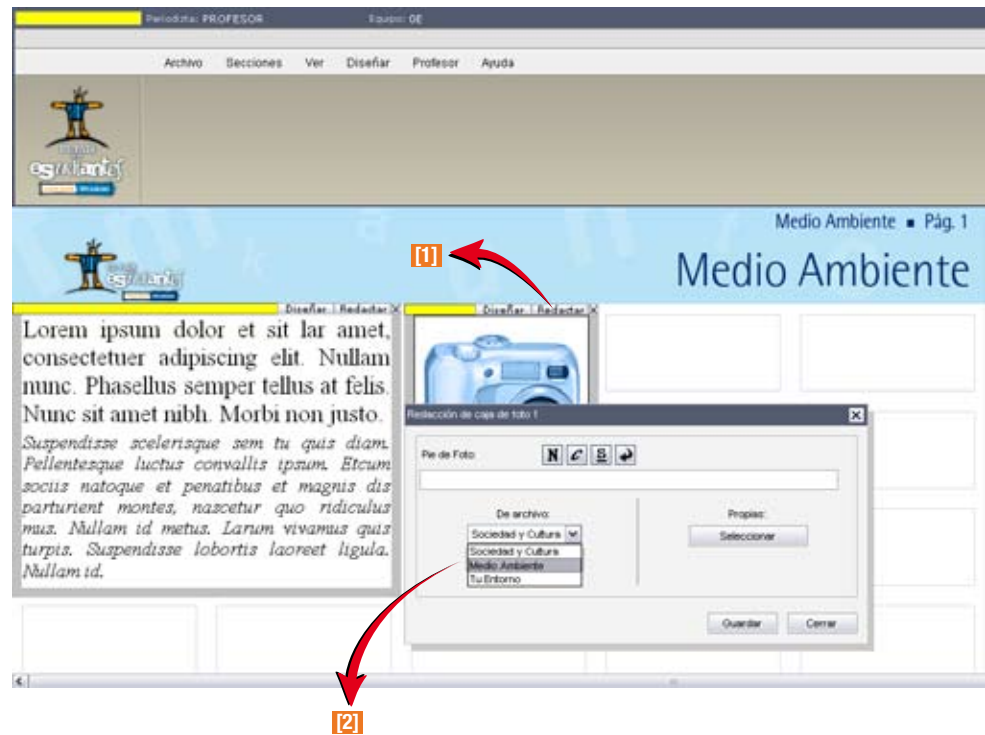 Periodista: PROFESOR Equipo: OE
Archivo Secciones Ver Diseñar Profesor Ayuda
estudiantes
Medio Ambiente ▪ Pág. 1
Medio Ambiente
estudiantes
[1]
Diseñar | Redactar X
Diseñar | Redactar X
Lorem ipsum dolor et sit lar amet,
consectetuer adipiscing elit. Nullam
nunc. Phasellus semper tellus at felis.
Nunc sit amet nibh. Morbi non justo.
Suspendisse scelerisque sem tu quis diam.
Pellentesque luctus convallis ipsum. Etcum
sociis natoque et penatibus et magnis dis
parturient montes, nascetur quo ridiculus
mus. Nullam id metus. Larum vivamus quis
turpis. Suspendisse lobortis laoreet ligula.
Nullam id.
Redacción de caja de foto 1
Pie de Foto: N C S
De archivo:
Sociedad y Cultura
Sociedad y Cultura
Medio Ambiente
Tu Entorno
Propias:
Seleccionar
Guardar Cerrar
[2]